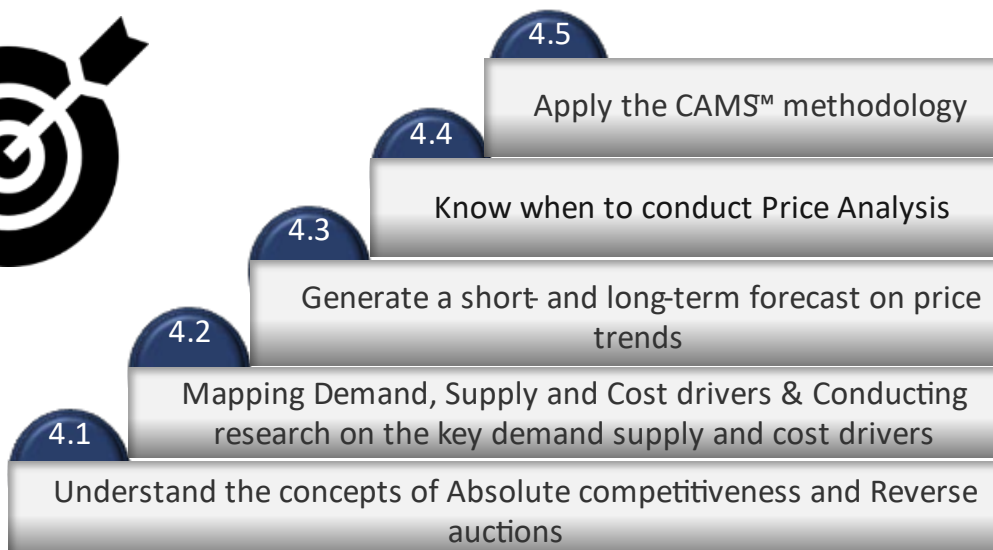 4.5
Apply the CAMS™ methodology
4.4
Know when to conduct Price Analysis
4.3
Generate a short- and long-term forecast on price
trends
4.2
Mapping Demand, Supply and Cost drivers & Conducting
research on the key demand supply and cost drivers
4.1
Understand the concepts of Absolute competitiveness and Reverse
auctions